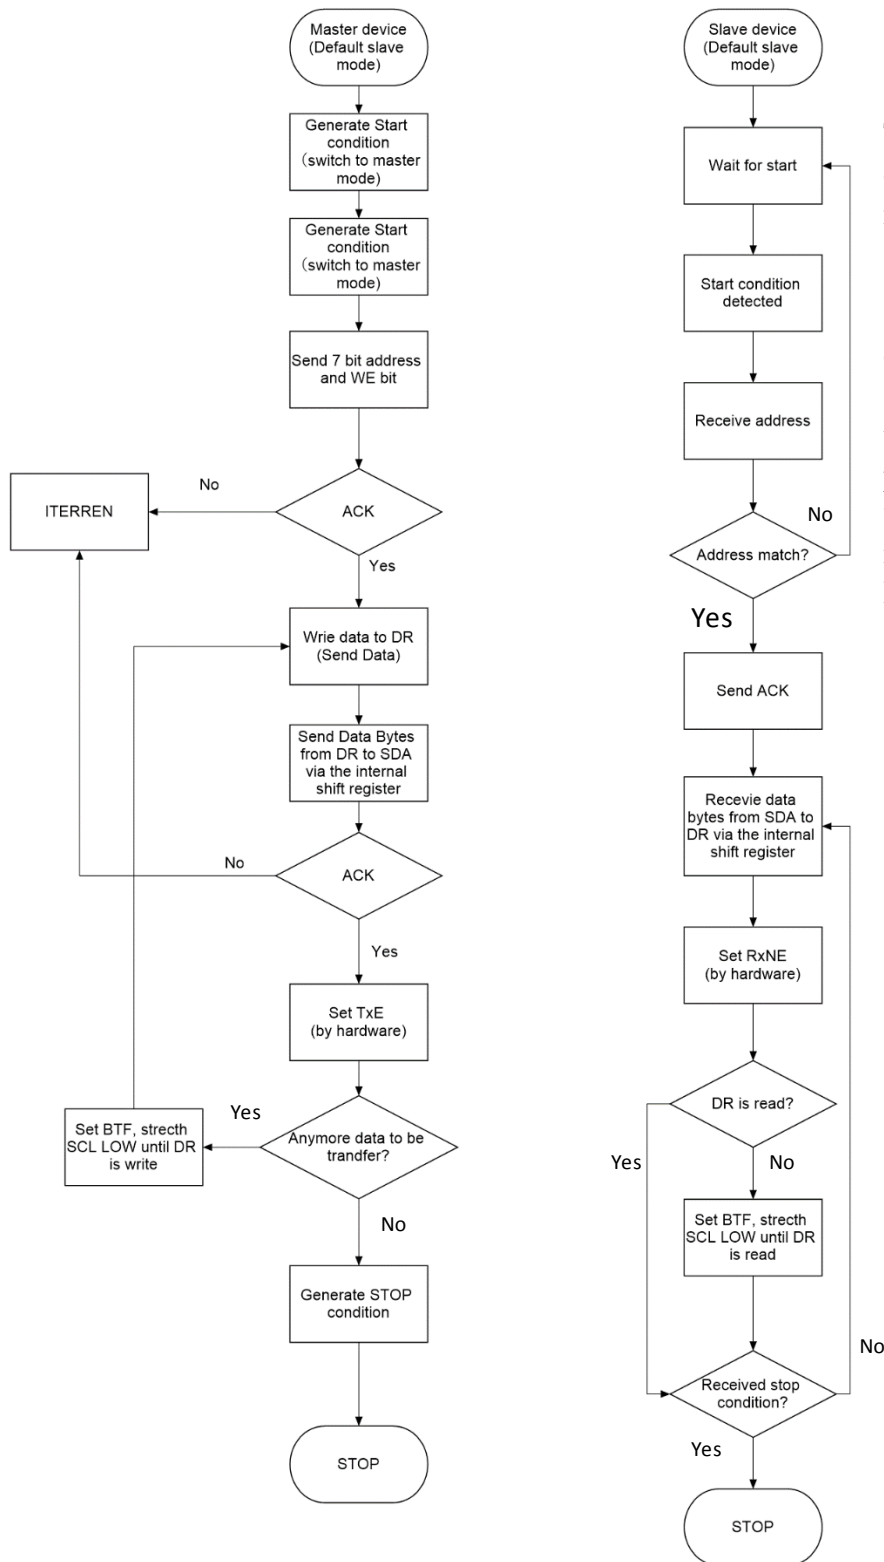 Master device
(Default slave
mode)
Generate Start
condition
（switch to master
mode)
Generate Start
condition
（switch to master
mode)
Send 7 bit address
and WE bit
ACK
No
ITERREN
Yes
Wrie data to DR
(Send Data)
Send Data Bytes
from DR to SDA
via the internal
shift register
ACK
No
Yes
Set TxE
(by hardware)
Anymore data to be
trandfer?
Yes
Set BTF, strecth
SCL LOW until DR
is write
No
Generate STOP
condition
STOP
Slave device
(Default slave
mode)
Wait for start
Start condition
detected
Receive address
Address match?
No
Yes
Send ACK
Recevie data
bytes from SDA to
DR via the internal
shift register
Set RxNE
(by hardware)
DR is read?
Yes
No
Set BTF, strecth
SCL LOW until DR
is read
Received stop
condition?
No
Yes
STOP